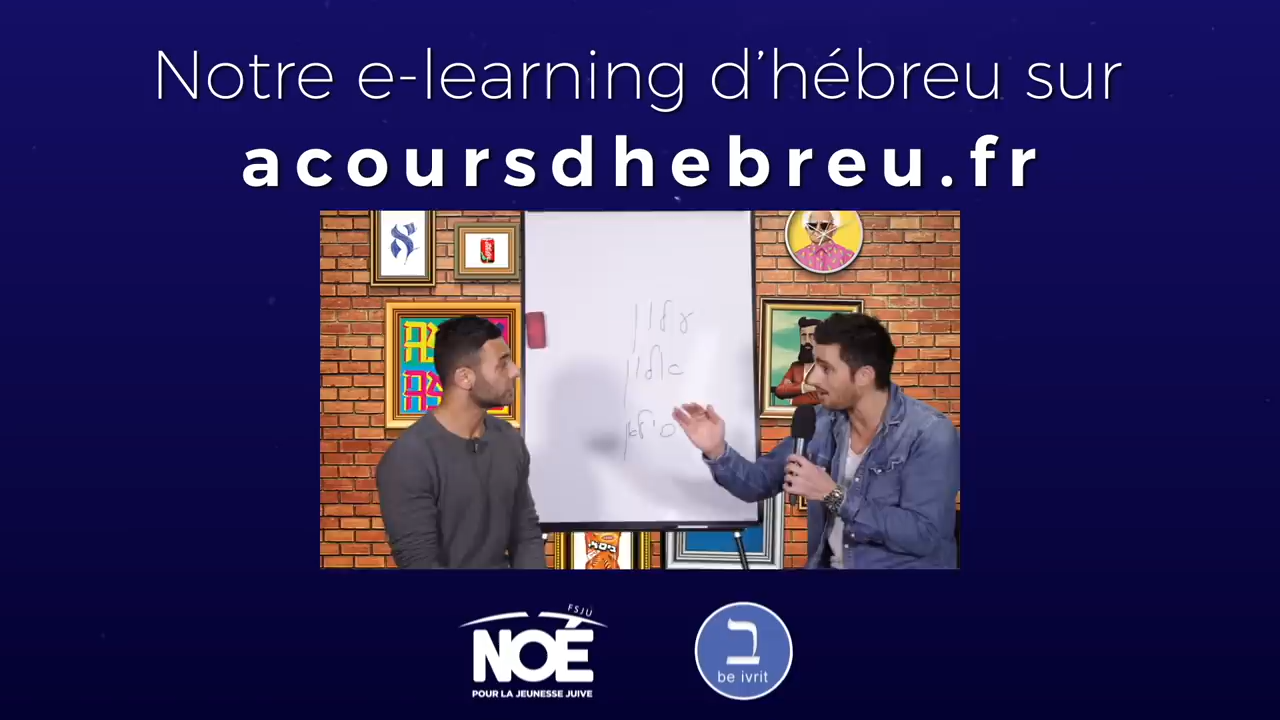 Notre e-learning d’hébreu sur
acoursdhebreu.fr
א
FSJU
NOÉ
POUR LA JEUNESSE JUIVE
ב
be ivrit